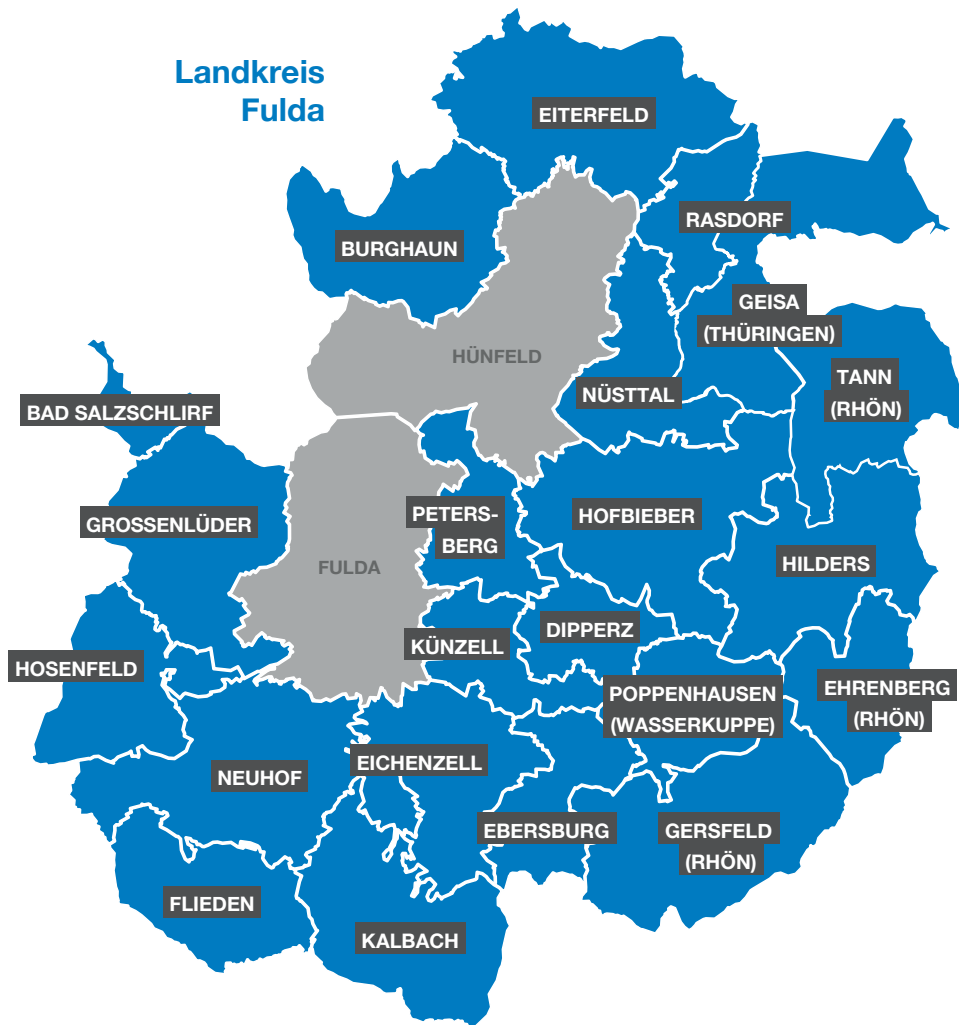 Landkreis
Fulda
EITERFELD
RASDORF
BURGHAUN
GEISA
(THÜRINGEN)
HÜNFELD
TANN
(RHÖN)
NÜSTTAL
BAD SALZSCHLIRF
PETERS-
BERG
HOFBIEBER
GROSSENLÜDER
HILDERS
FULDA
DIPPERZ
KÜNZELL
HOSENFELD
POPPENHAUSEN
(WASSERKUPPE)
EHRENBERG
(RHÖN)
EICHENZELL
NEUHOF
EBERSBURG
GERSFELD
(RHÖN)
FLIEDEN
KALBACH